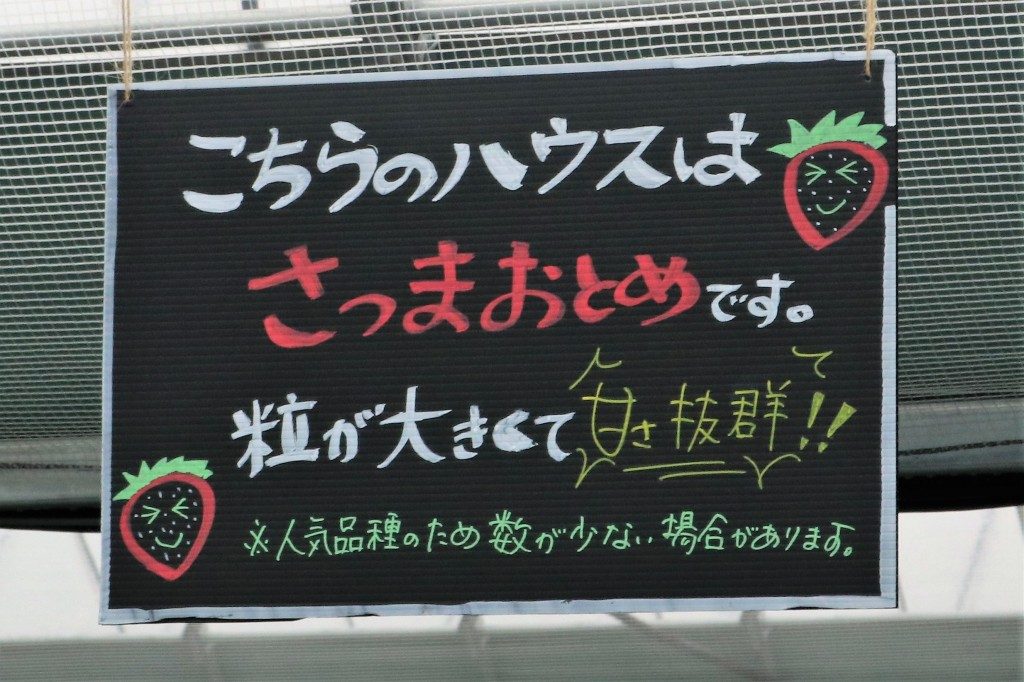 こちらのハウスは
さつまおとめです。
粒が大きくて甘さ抜群!!
※人気品種のため数が少ない場合があります。